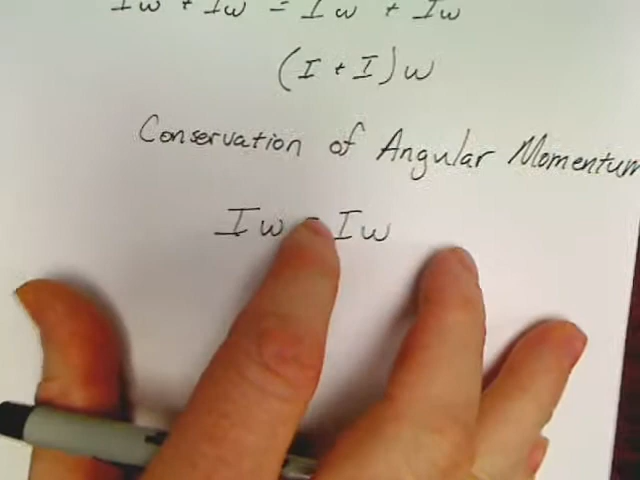 Iω + Iω = Iω + Iω
(I + I)ω
Conservation of Angular Momentum
Iω = Iω